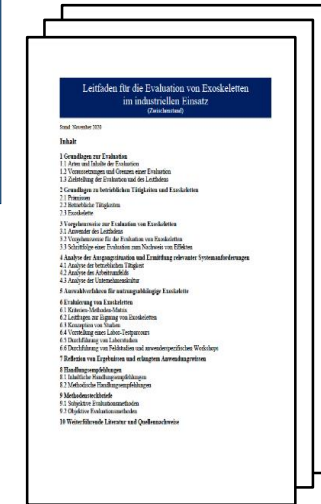 Leitfaden für die Evaluation von Exoskeletten
im industriellen Einsatz
(Zwischenstand)
Stand: November 2020
Inhalt
1 Grundlagen zur Evaluation
1.1 Arten und Inhalte der Evaluation
1.2 Voraussetzungen und Grenzen einer Evaluation
1.3 Zielstellung der Evaluation und des Leitfadens
2 Grundlagen zu betrieblichen Tätigkeiten und Exoskeletten
2.1 Prämissen
2.2 Betriebliche Tätigkeiten
2.3 Exoskelette
3 Vorgehensweise zur Evaluation von Exoskeletten
3.1 Anwender des Leitfadens
3.2 Vorgehensweise für die Evaluation von Exoskeletten
3.3 Schrittfolge einer Evaluation zum Nachweis von Effekten
4 Analyse der Ausgangssituation und Ermittlung relevanter Systemanforderungen
4.1 Analyse der betrieblichen Tätigkeit
4.2 Analyse des Arbeitsumfelds
4.3 Analyse der Unternehmenskultur
5 Auswahlverfahren für nutzungsabhängige Exoskelette
6 Evaluierung von Exoskeletten
6.1 Kriterien-Methoden-Matrix
6.2 Leitfragen zur Eignung von Exoskeletten
6.3 Konzeption von Studien
6.4 Vorstellung eines Labor-Testparcours
6.5 Durchführung von Laborstudien
6.6 Durchführung von Feldstudien und anwenderspezifischen Workshops
7 Reflexion von Ergebnissen und erlangtem Anwendungswissen
8 Handlungsempfehlungen
8.1 Inhaltliche Handlungsempfehlungen
8.2 Methodische Handlungsempfehlungen
9 Methodensteckbriefe
9.1 Subjektive Evaluationsmethoden
9.2 Objektive Evaluationsmethoden
10 Weiterführende Literatur und Quellennachweise